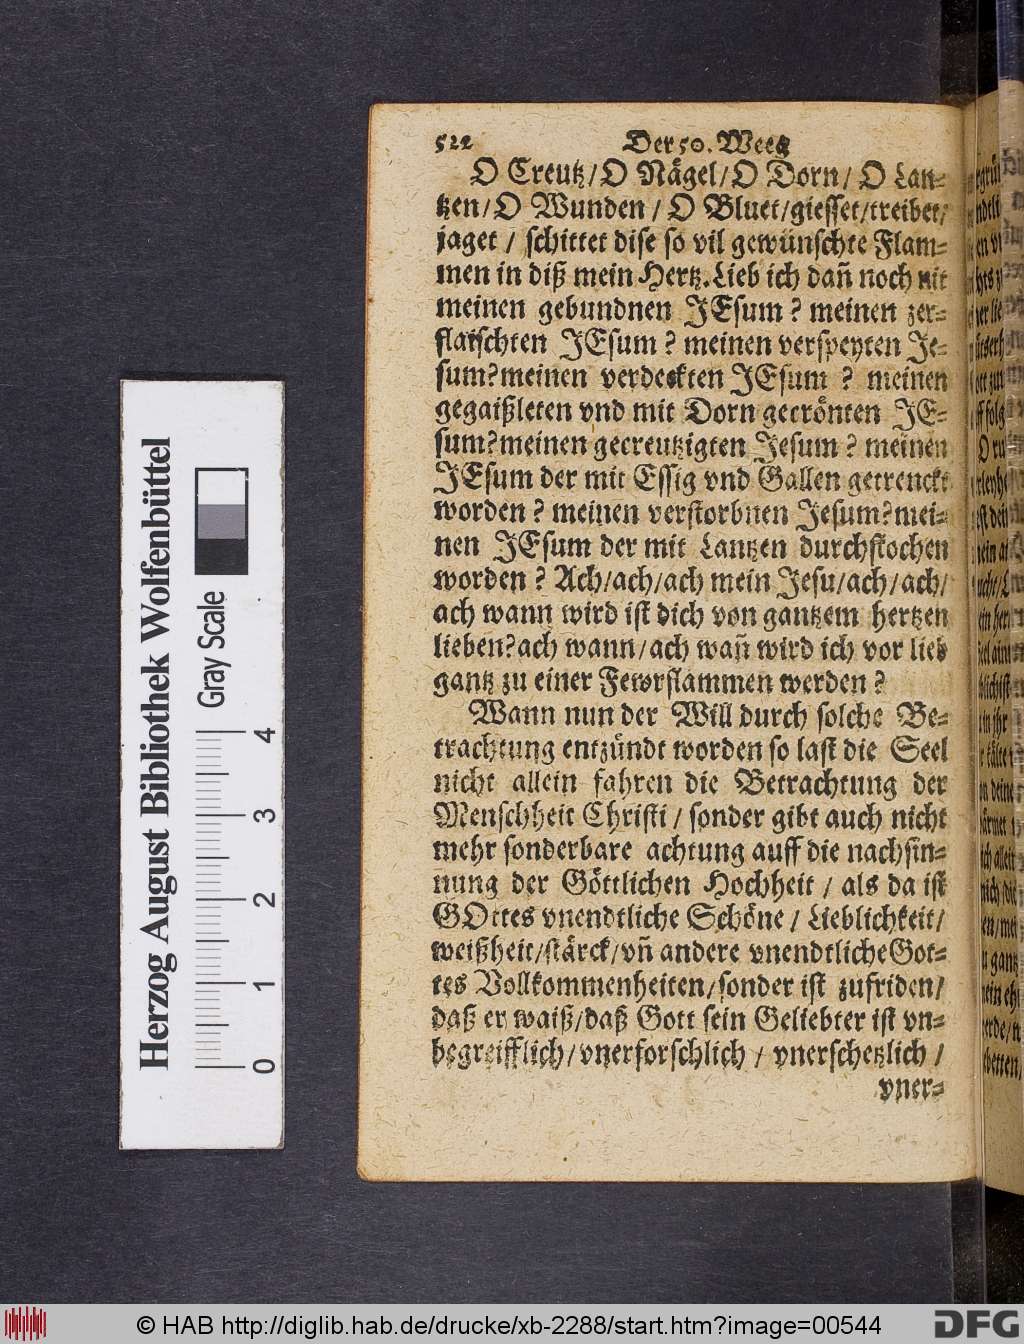 522 Der 50. Weeg
O Creutz/O Nägel/O Dorn/ O Lan-
tzen/O Wunden / O Bluet/giesset/treibet/
jaget / schittet dise so vil gewünschte Flam-
men in diß mein Hertz. Lieb ich dañ noch nit
meinen gebundnen JEsum ? meinen zer-
flaischten JEsum ? meinen verspeyten Je-
sum?meinen verdeckten JEsum ? meinen
gegaißleten vnd mit Dorn gecrönten JE-
sum?meinen gecreutzigten Jesum ? meinen
JEsum der mit Essig vnd Gallen getrenckt
worden ? meinen verstorbnen Jesum?mei-
nen JEsum der mit Lantzen durchstochen
worden ? Ach/ach/ach mein Jesu/ach/ach/
ach wann wird ist dich von gantzem hertzen
lieben?ach wann/ach wañ wird ich vor lieb
gantz zu einer Fewrflammen werden ?
Wann nun der Will durch solche Be-
trachtung entzündt worden so last die Seel
nicht allein fahren die Betrachtung der
Menschheit Christi / sonder gibt auch nicht
mehr sonderbare achtung auff die nachsin-
nung der Göttlichen Hochheit / als da ist
GOttes vnendtliche Schöne / Lieblichkeit/
weißheit/stärck/vñ andere vnendtliche Got-
tes Vollkommenheiten/sonder ist zufriden/
daß er waiß/daß Gott sein Geliebter ist vn-
begreifflich/vnerforschlich / vnerschetzlich /
vner-
Herzog August Bibliothek Wolfenbüttel
Gray Scale
0 1 2 3 4
© HAB http://diglib.hab.de/drucke/xb-2288/start.htm?image=00544
DFG